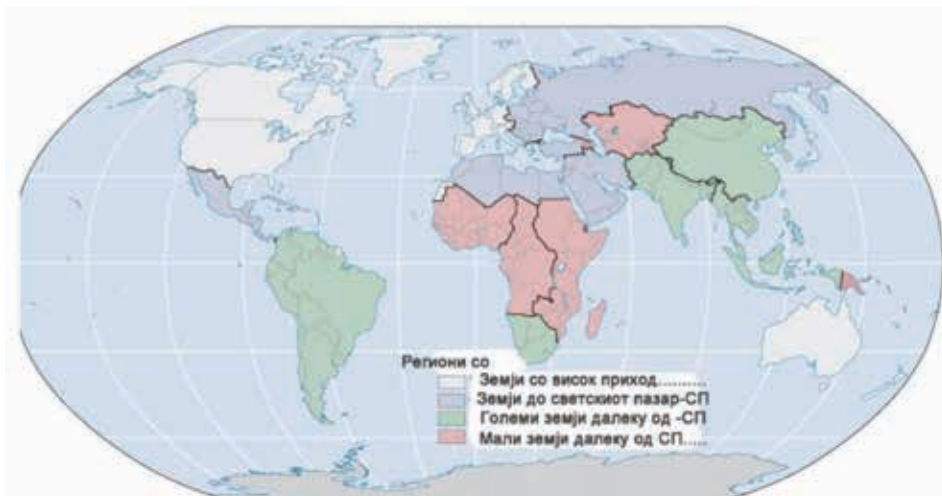 Региони со
Земји со висок приход..........
Земји до светскиот пазар-СП
Големи земји далеку од -СП
Мали земји далеку од СП.....